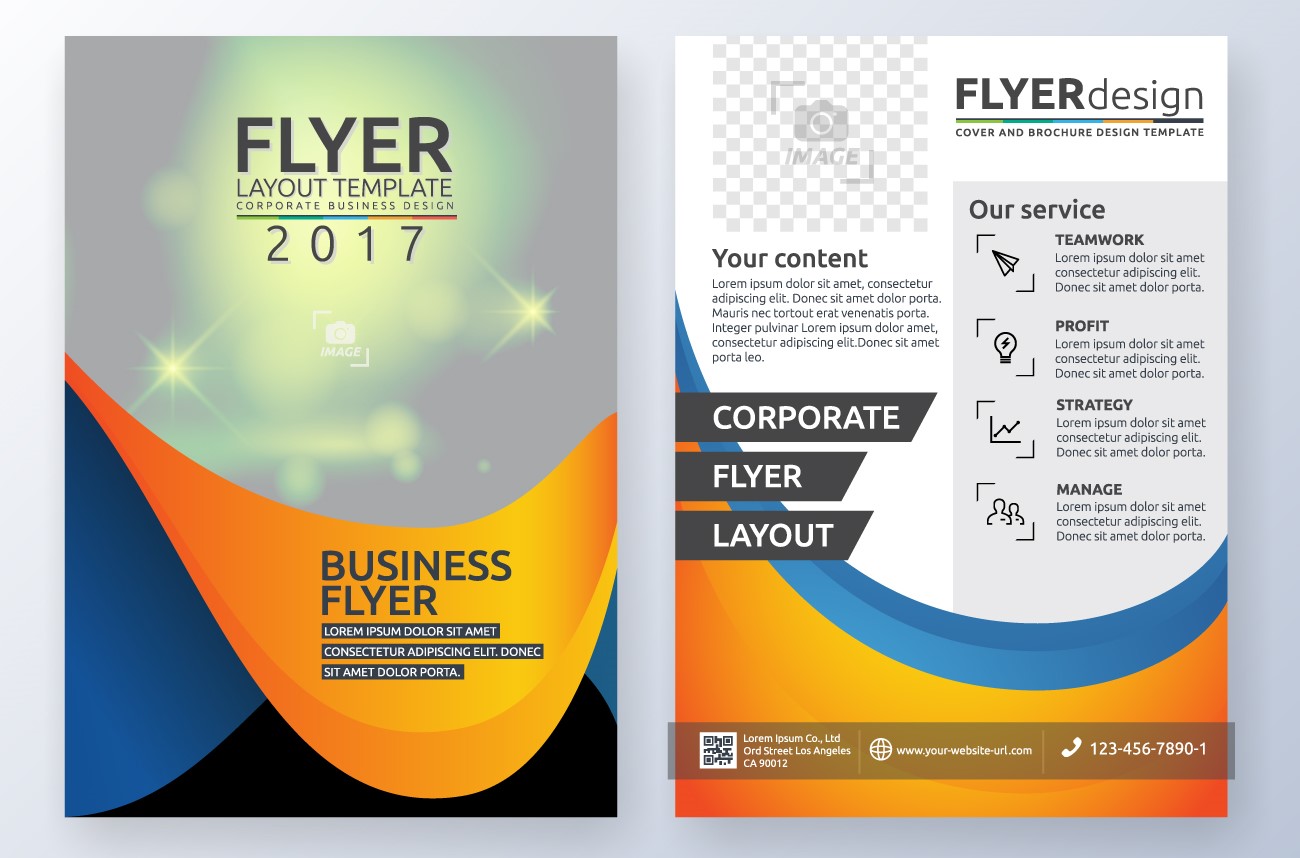 FLYER
LAYOUT TEMPLATE
CORPORATE BUSINESS DESIGN
2017
IMAGE
BUSINESS
FLYER
LOREM IPSUM DOLOR SIT AMET
CONSECTETUR ADIPISCING ELIT. DONEC
SIT AMET DOLOR PORTA.
IMAGE
FLYERdesign
COVER AND BROCHURE DESIGN TEMPLATE
Your content
Lorem ipsum dolor sit amet, consectetur
adipiscing elit. Donec sit amet dolor porta.
Mauris nec tortout erat venenatis porta.
Integer pulvinar Lorem ipsum dolor amet,
consectetur adipiscing elit.Donec sit amet
porta leo.
CORPORATE
FLYER
LAYOUT
Our service
TEAMWORK
Lorem ipsum dolor sit amet
consectetur adipiscing elit.
Donec sit amet dolor porta.
PROFIT
Lorem ipsum dolor sit amet
consectetur adipiscing elit.
Donec sit amet dolor porta.
STRATEGY
Lorem ipsum dolor sit amet
consectetur adipiscing elit.
Donec sit amet dolor porta.
MANAGE
Lorem ipsum dolor sit amet
consectetur adipiscing elit.
Donec sit amet dolor porta.
Lorem Ipsum Co., Ltd
Ord Street Los Angeles
CA 90012
www.your-website-url.com
123-456-7890-1